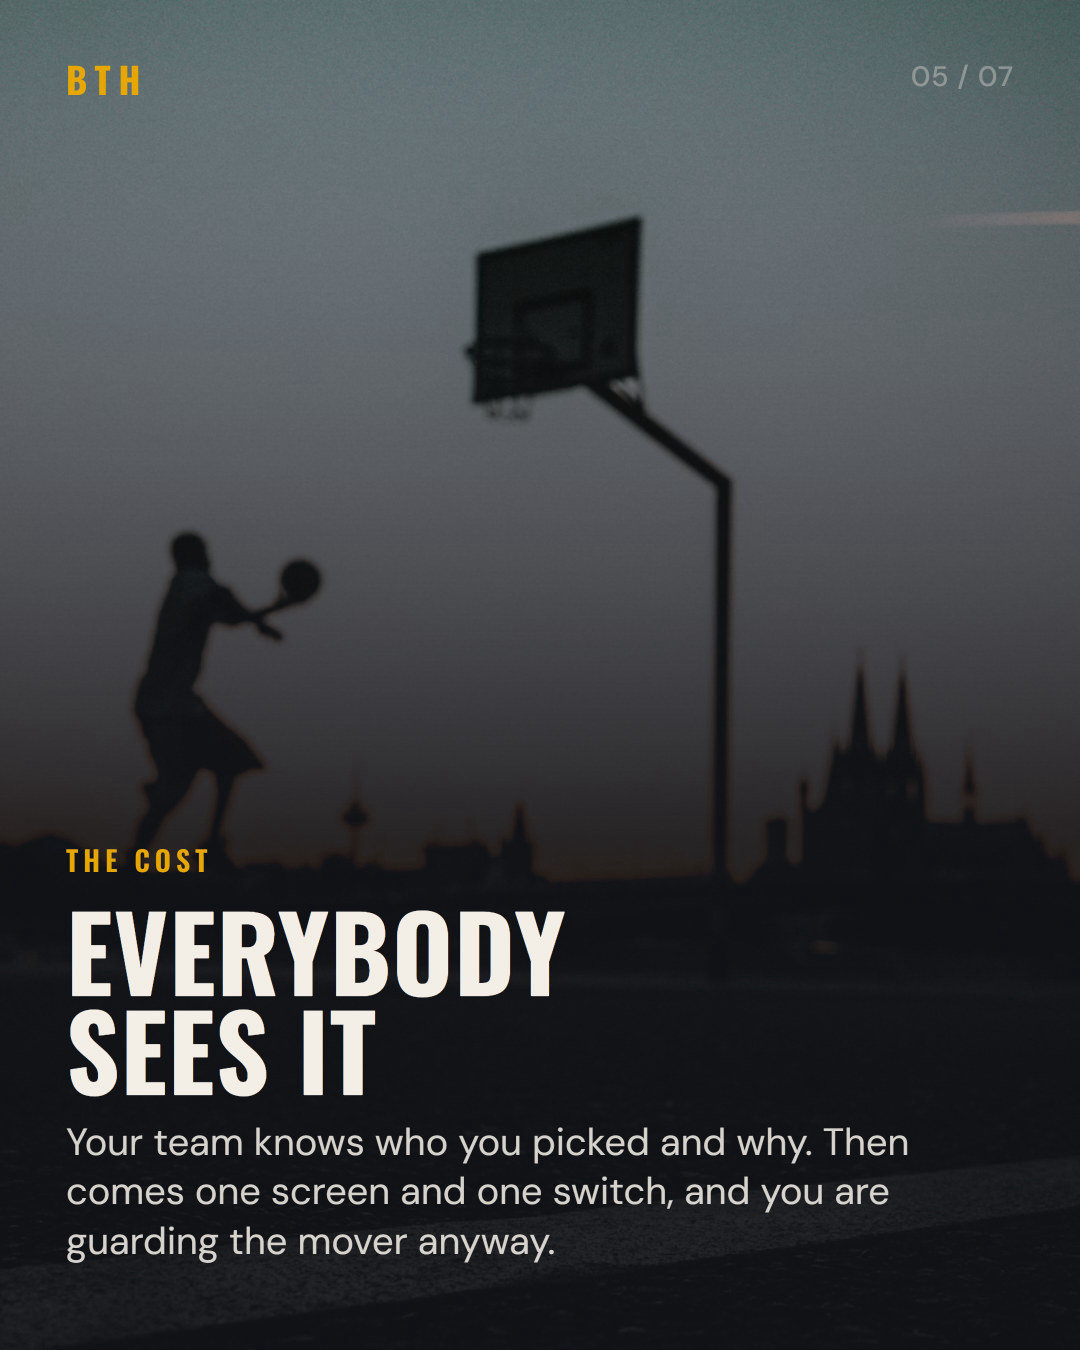 BTH
05 / 07
THE COST
EVERYBODY
SEES IT
Your team knows who you picked and why. Then
comes one screen and one switch, and you are
guarding the mover anyway.